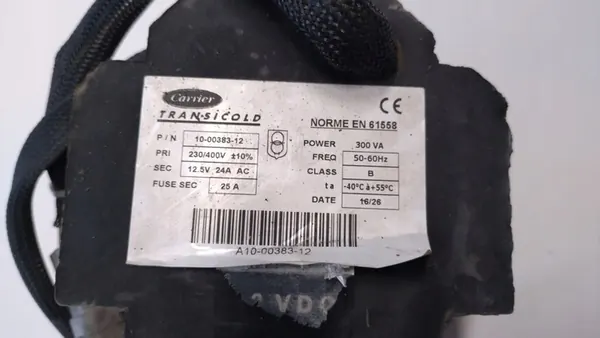 Carrier
TRANSICOLD
NORME EN 61558
CE
P/N 10-00383-12
PRI 230/400V ±10%
SEC 12.5V 24A AC
FUSE SEC 25 A
POWER 300 VA
FREQ 50-60Hz
CLASS B
ta -40°C à+55°C
DATE 16/26
A10-00383-12
VDC